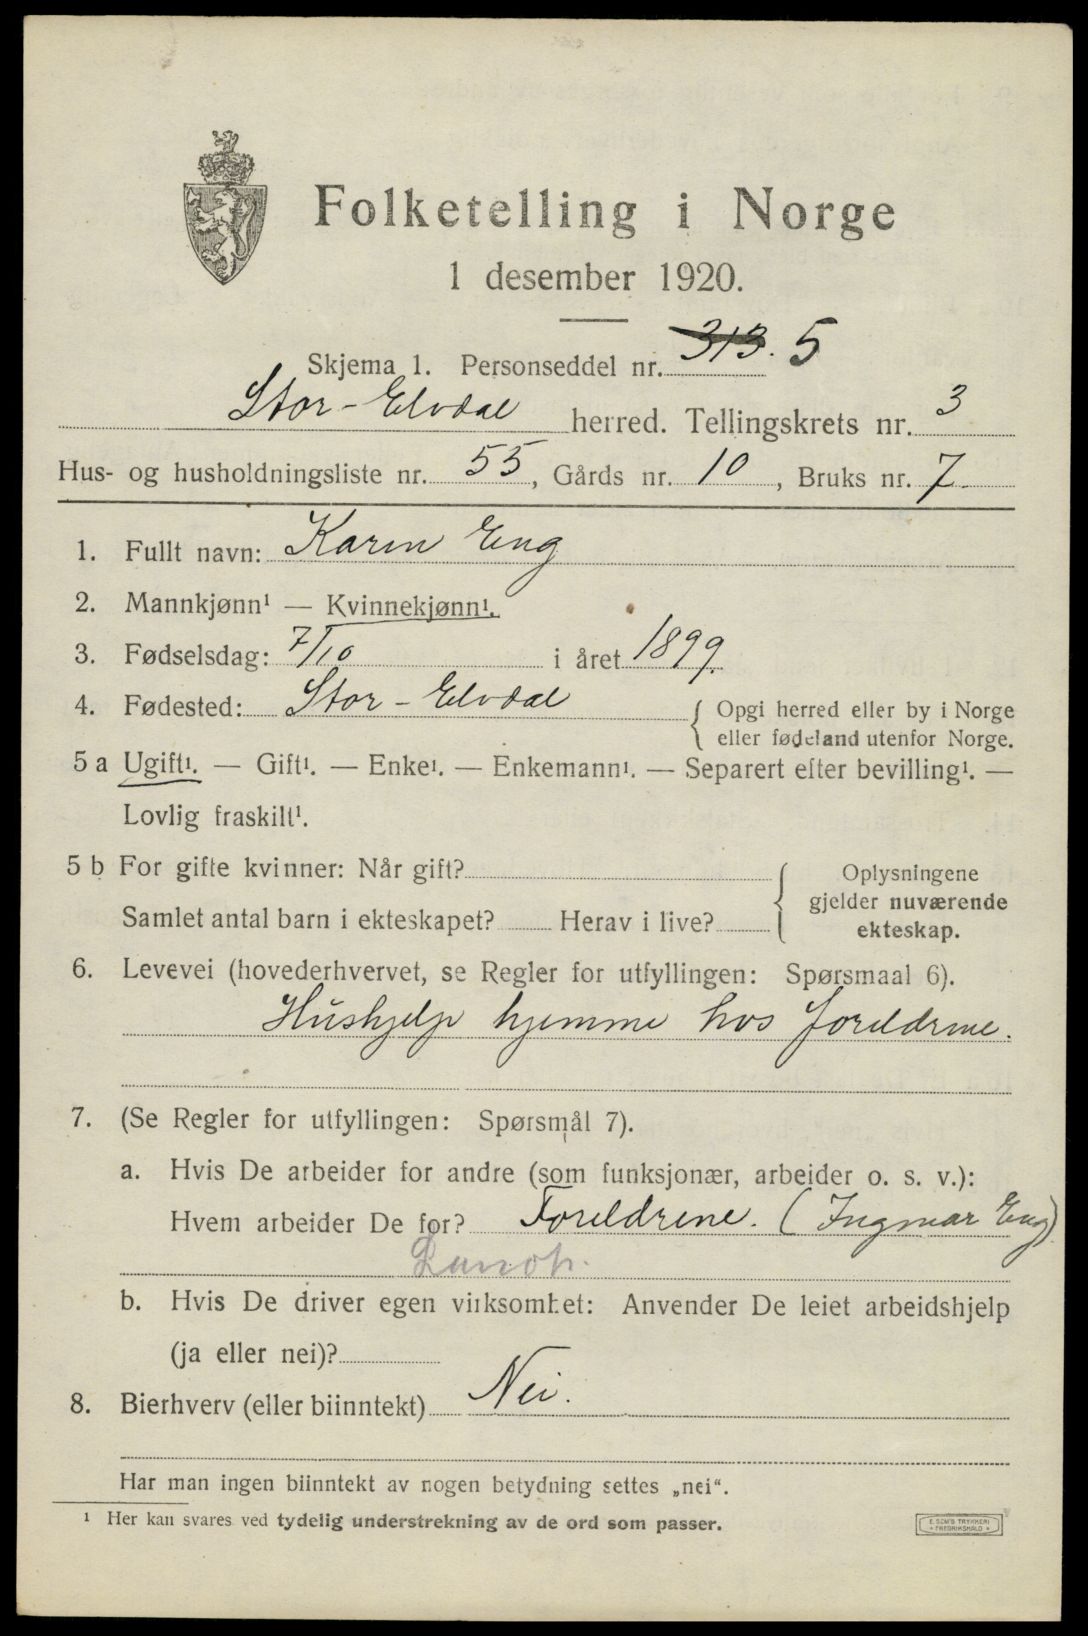 Folketelling i Norge
1 desember 1920.
Skjema 1. Personseddel nr. 313. 5
Stor-Elvdal herred. Tellingskrets nr. 3
Hus- og husholdningsliste nr. 55, Gårds nr. 10, Bruks nr. 7
1. Fullt navn: Karen Eng
2. Mannkjønn¹ — Kvinnekjønn¹.
3. Fødselsdag: 7/10 i året 1899.
4. Fødested: Stor-Elvdal { Opgi herred eller by i Norge
eller fødeland utenfor Norge.
5 a Ugift¹. — Gift¹. — Enke¹. — Enkemann¹. — Separert efter bevilling¹. —
Lovlig fraskilt¹.
5 b For gifte kvinner: Når gift? { Oplysningene
gjelder nuværende
Samlet antal barn i ekteskapet? Herav i live?
ekteskap.
6. Levevei (hovederhvervet, se Regler for utfyllingen: Spørsmaal 6).
Hushjelp hjemme hos foreldrene.
7. (Se Regler for utfyllingen: Spørsmål 7).
a. Hvis De arbeider for andre (som funksjonær, arbeider o. s. v.):
Hvem arbeider De for? Foreldrene. (Ingmar Eng)
b. Hvis De driver egen virksomhet: Anvender De leiet arbeidshjelp
(ja eller nei)?
8. Bierhverv (eller biinntekt) Nei.
Har man ingen biinntekt av nogen betydning settes „nei“.
¹ Her kan svares ved tydelig understrekning av de ord som passer.
E. SEM'S TRYKKERI
• FREDRIKSHALD •